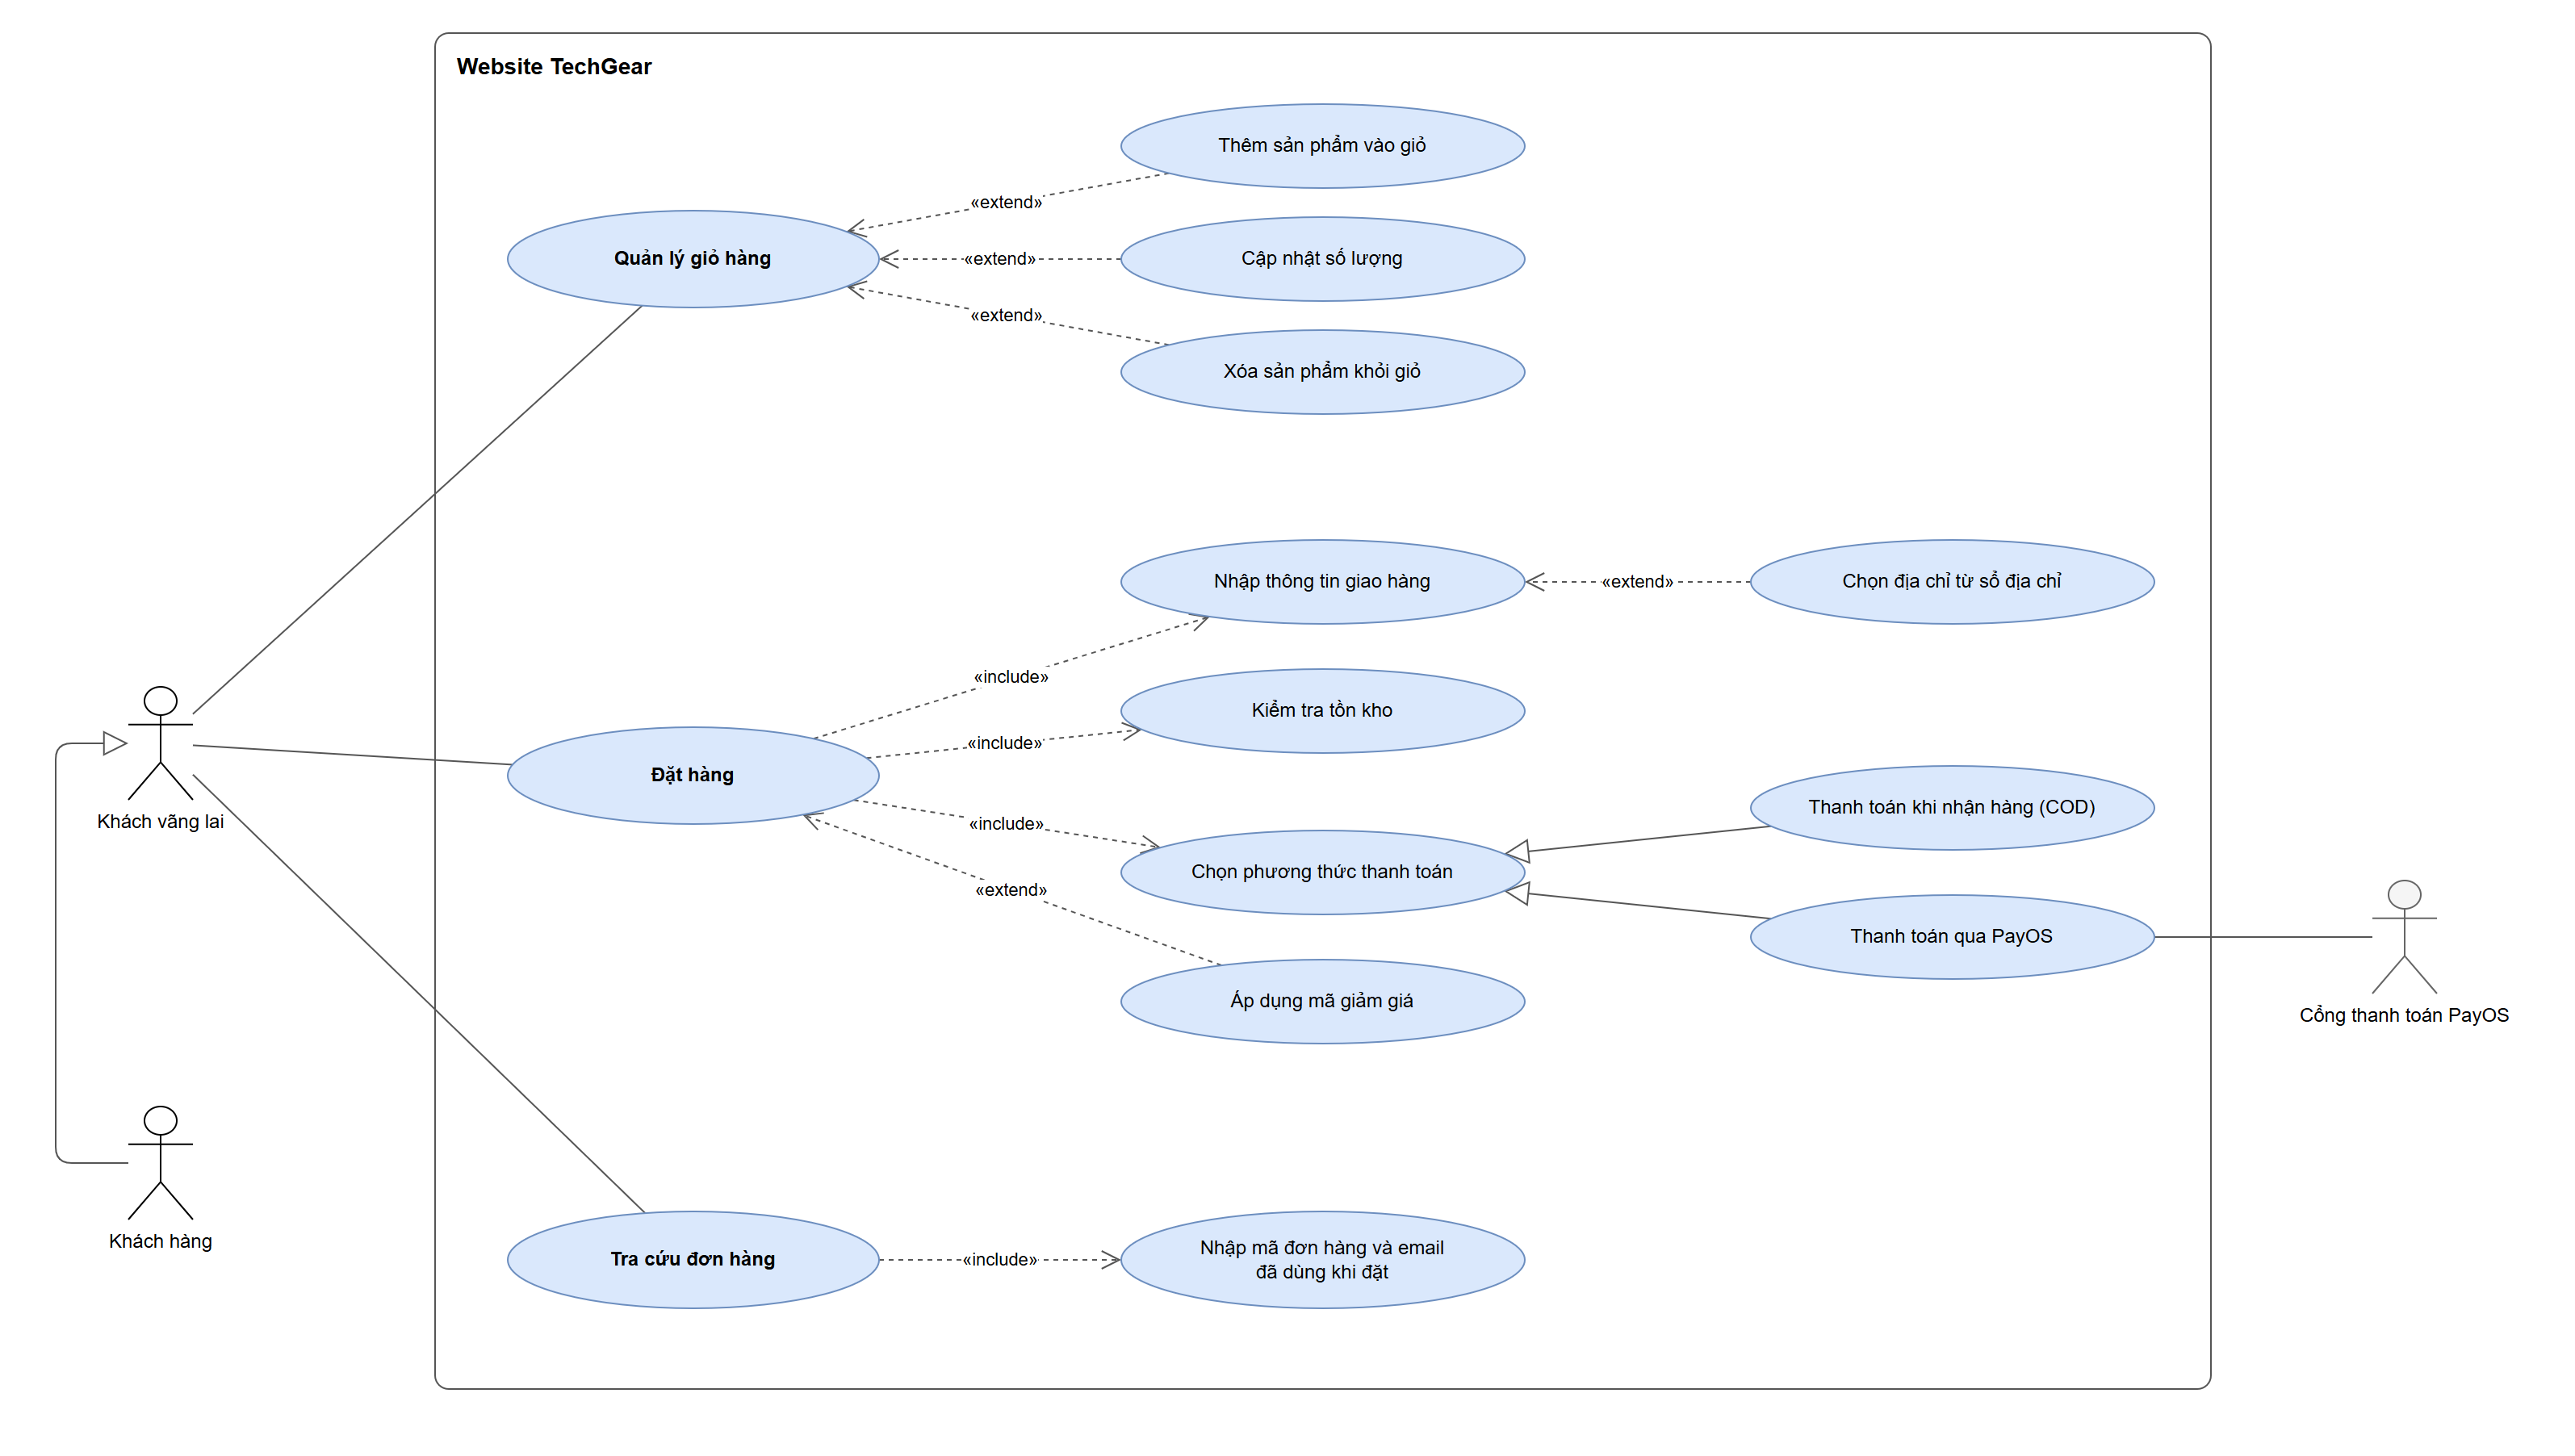 Website TechGear
Thêm sản phẩm vào giỏ
«extend»
Quản lý giỏ hàng
«extend»
Cập nhật số lượng
«extend»
Xóa sản phẩm khỏi giỏ
Nhập thông tin giao hàng
«extend»
Chọn địa chỉ từ sổ địa chỉ
«include»
Kiểm tra tồn kho
«include»
Đặt hàng
Thanh toán khi nhận hàng (COD)
Khách vãng lai
«include»
Chọn phương thức thanh toán
«extend»
Thanh toán qua PayOS
Áp dụng mã giảm giá
Cổng thanh toán PayOS
Khách hàng
Tra cứu đơn hàng
«include»
Nhập mã đơn hàng và email
đã dùng khi đặt